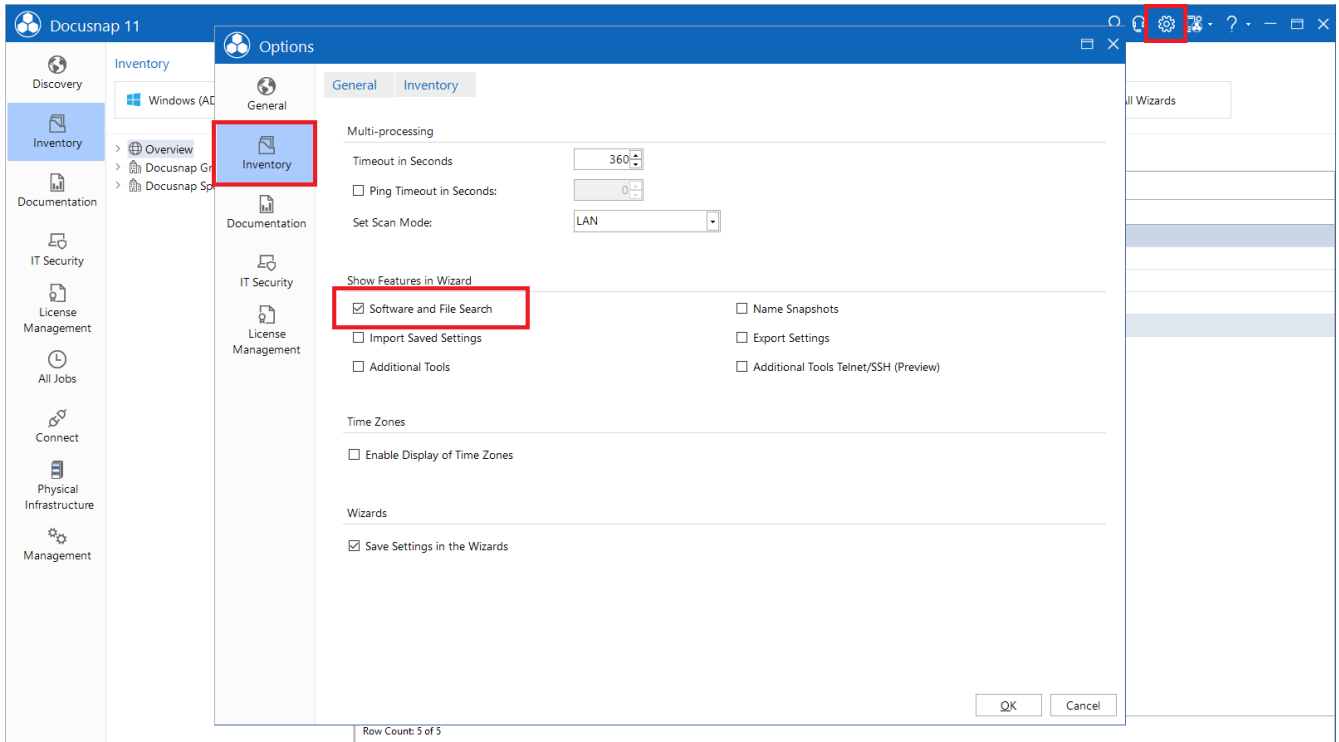 Docusnap 11
Discovery
Inventory
Documentation
IT Security
License
Management
All Jobs
Connect
Physical
Infrastructure
Management
Inventory
Windows (AD
Overview
Docusnap Gr
Docusnap Sp
All Wizards
Options
General
Inventory
Documentation
IT Security
License
Management
General Inventory
Multi-processing
Timeout in Seconds 360
Ping Timeout in Seconds: 0
Set Scan Mode: LAN
Show Features in Wizard
Software and File Search Name Snapshots
Import Saved Settings Export Settings
Additional Tools Additional Tools Telnet/SSH (Preview)
Time Zones
Enable Display of Time Zones
Wizards
Save Settings in the Wizards
OK Cancel
Row Count: 5 of 5